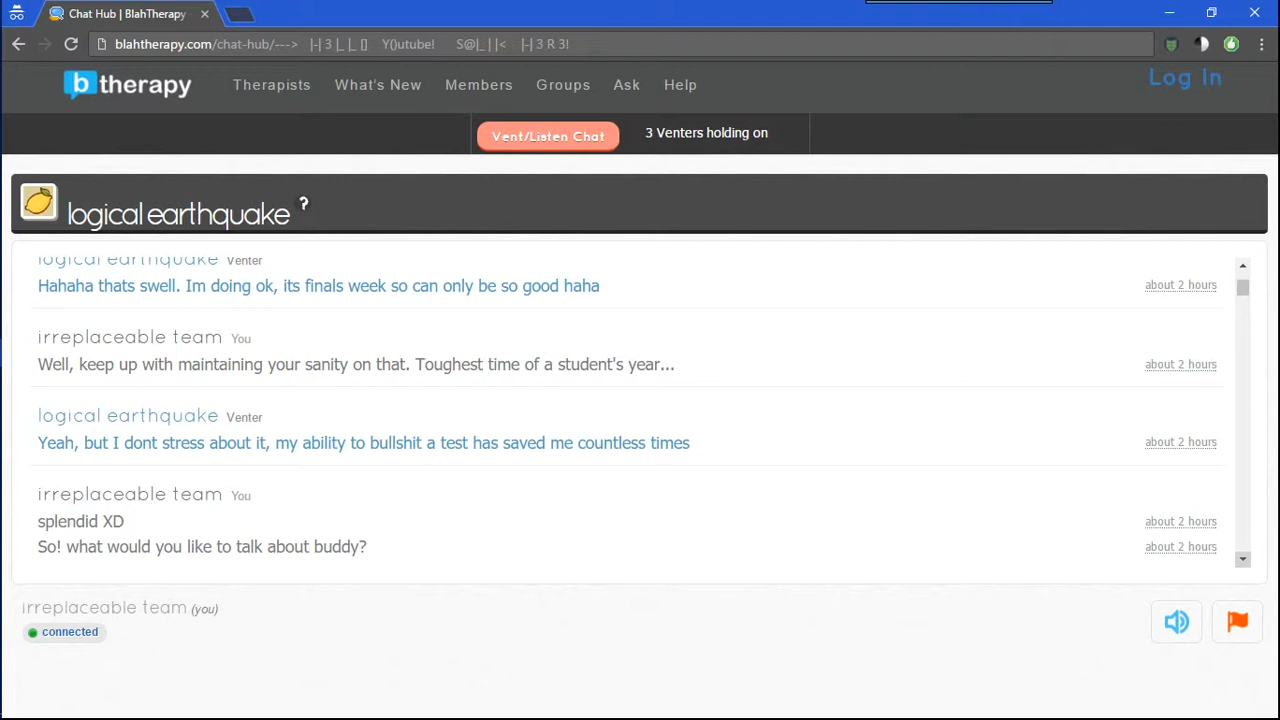 Chat Hub | BlahTherapy
blahtherapy.com/chat-hub/---> |-| 3 |_ |_ [] Y()utube! S@|_ ||< |-| 3 R 3!
b therapy
Therapists What's New Members Groups Ask Help
Log In
Vent/Listen Chat
3 Venters holding on
logical earthquake ?
logical earthquake Venter
Hahaha thats swell. Im doing ok, its finals week so can only be so good haha about 2 hours
irreplaceable team You
Well, keep up with maintaining your sanity on that. Toughest time of a student's year... about 2 hours
logical earthquake Venter
Yeah, but I dont stress about it, my ability to bullshit a test has saved me countless times about 2 hours
irreplaceable team You
splendid XD about 2 hours
So! what would you like to talk about buddy? about 2 hours
irreplaceable team (you)
connected